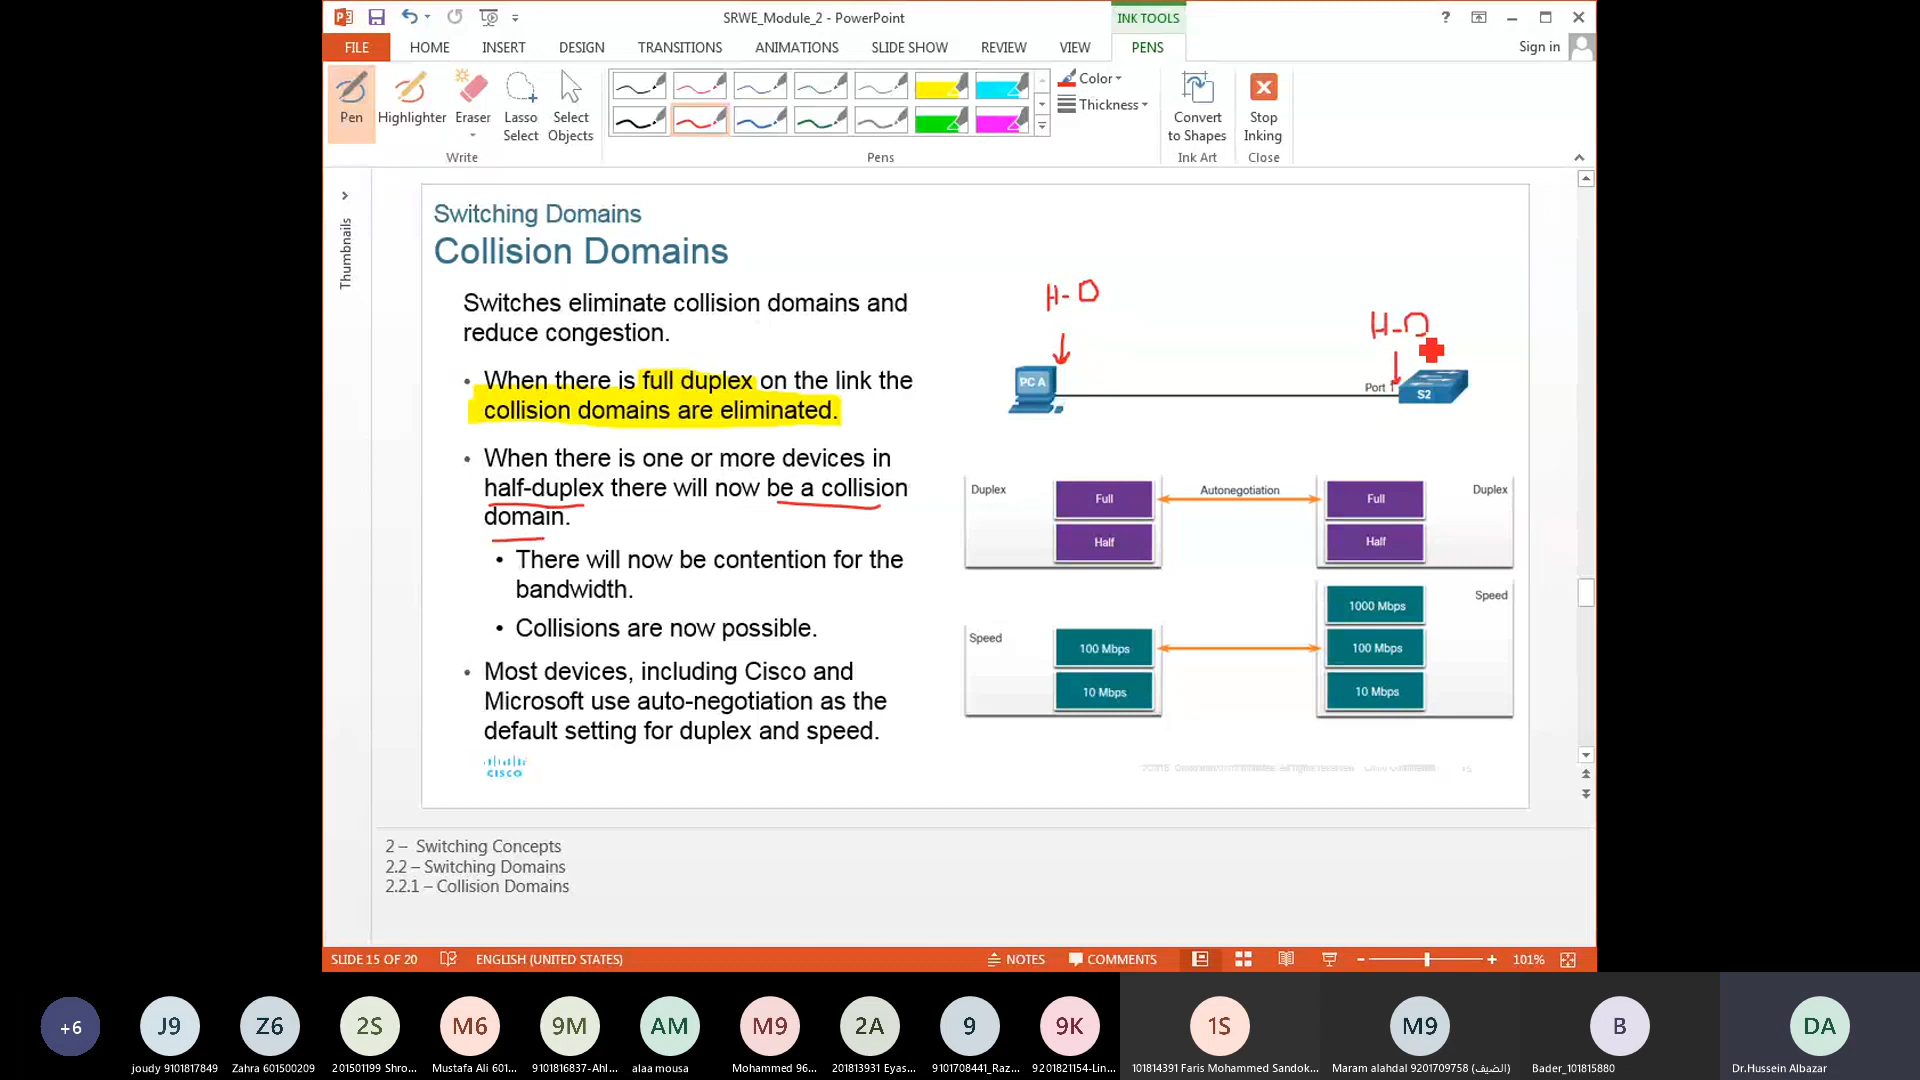 SRWE_Module_2 - PowerPoint
INK TOOLS
?
FILE
HOME
INSERT
DESIGN
TRANSITIONS
ANIMATIONS
SLIDE SHOW
REVIEW
VIEW
PENS
Sign in
Pen
Highlighter
Eraser
Lasso
Select
Select
Objects
Write
Pens
Color
Thickness
Convert
to Shapes
Ink Art
Stop
Inking
Close
Thumbnails
Switching Domains
Collision Domains
Switches eliminate collision domains and
reduce congestion.
• When there is full duplex on the link the
collision domains are eliminated.
• When there is one or more devices in
half-duplex there will now be a collision
domain.
• There will now be contention for the
bandwidth.
• Collisions are now possible.
• Most devices, including Cisco and
Microsoft use auto-negotiation as the
default setting for duplex and speed.
CISCO
H-D
H-D
PC A
Port 1
S2
Duplex
Full
Autonegotiation
Full
Duplex
Half
Half
1000 Mbps
Speed
Speed
100 Mbps
100 Mbps
10 Mbps
10 Mbps
15
2 – Switching Concepts
2.2 – Switching Domains
2.2.1 – Collision Domains
SLIDE 15 OF 20
ENGLISH (UNITED STATES)
NOTES
COMMENTS
101%
+6
J9
joudy 9101817849
Z6
Zahra 601500209
2S
201501199 Shro...
M6
Mustafa Ali 601...
9M
9101816837-Ahl...
AM
alaa mousa
M9
Mohammed 96...
2A
201813931 Eyas...
9
9101708441_Raz...
9K
9201821154-Lin...
1S
101814391 Faris Mohammed Sandok...
M9
Maram alahdal 9201709758 (الضيف)
B
Bader_101815880
DA
Dr.Hussein Albazar